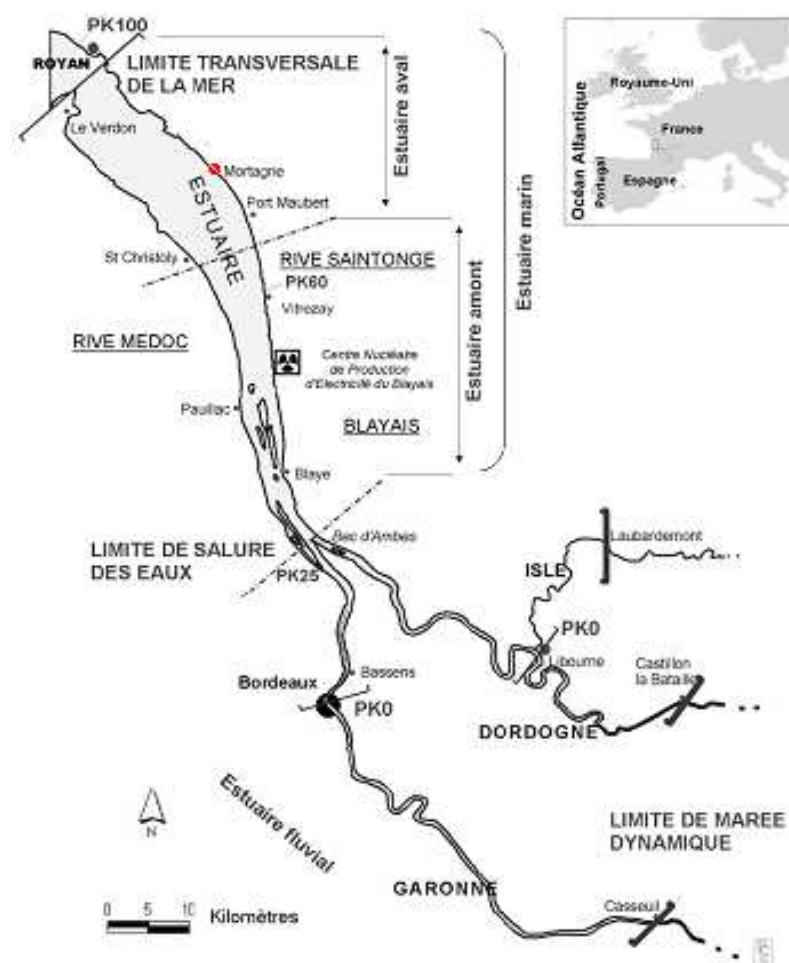 PK100
ROYAN
LIMITE TRANSVERSALE
DE LA MER
Le Verdon
Mortagne
ESTUAIRE
Port Maubert
Estuaire aval
Estuaire marin
Océan Atlantique
Royaume-Uni
France
Portugal
Espagne
St Christoly
RIVE SAINTONGE
PK60
Vitrezay
RIVE MEDOC
Centre Nucléaire
de Production
d'Electricité du Blayais
Estuaire amont
Pauillac
BLAYAIS
Blaye
Bec d'Ambes
LIMITE DE SALURE
DES EAUX
PK25
Laubardemont
ISLE
PK0
Libourne
Castillon
la Bataille
Bassens
Bordeaux
PK0
DORDOGNE
Estuaire fluvial
N
LIMITE DE MAREE
DYNAMIQUE
GARONNE
Casseuil
0 5 10
Kilomètres